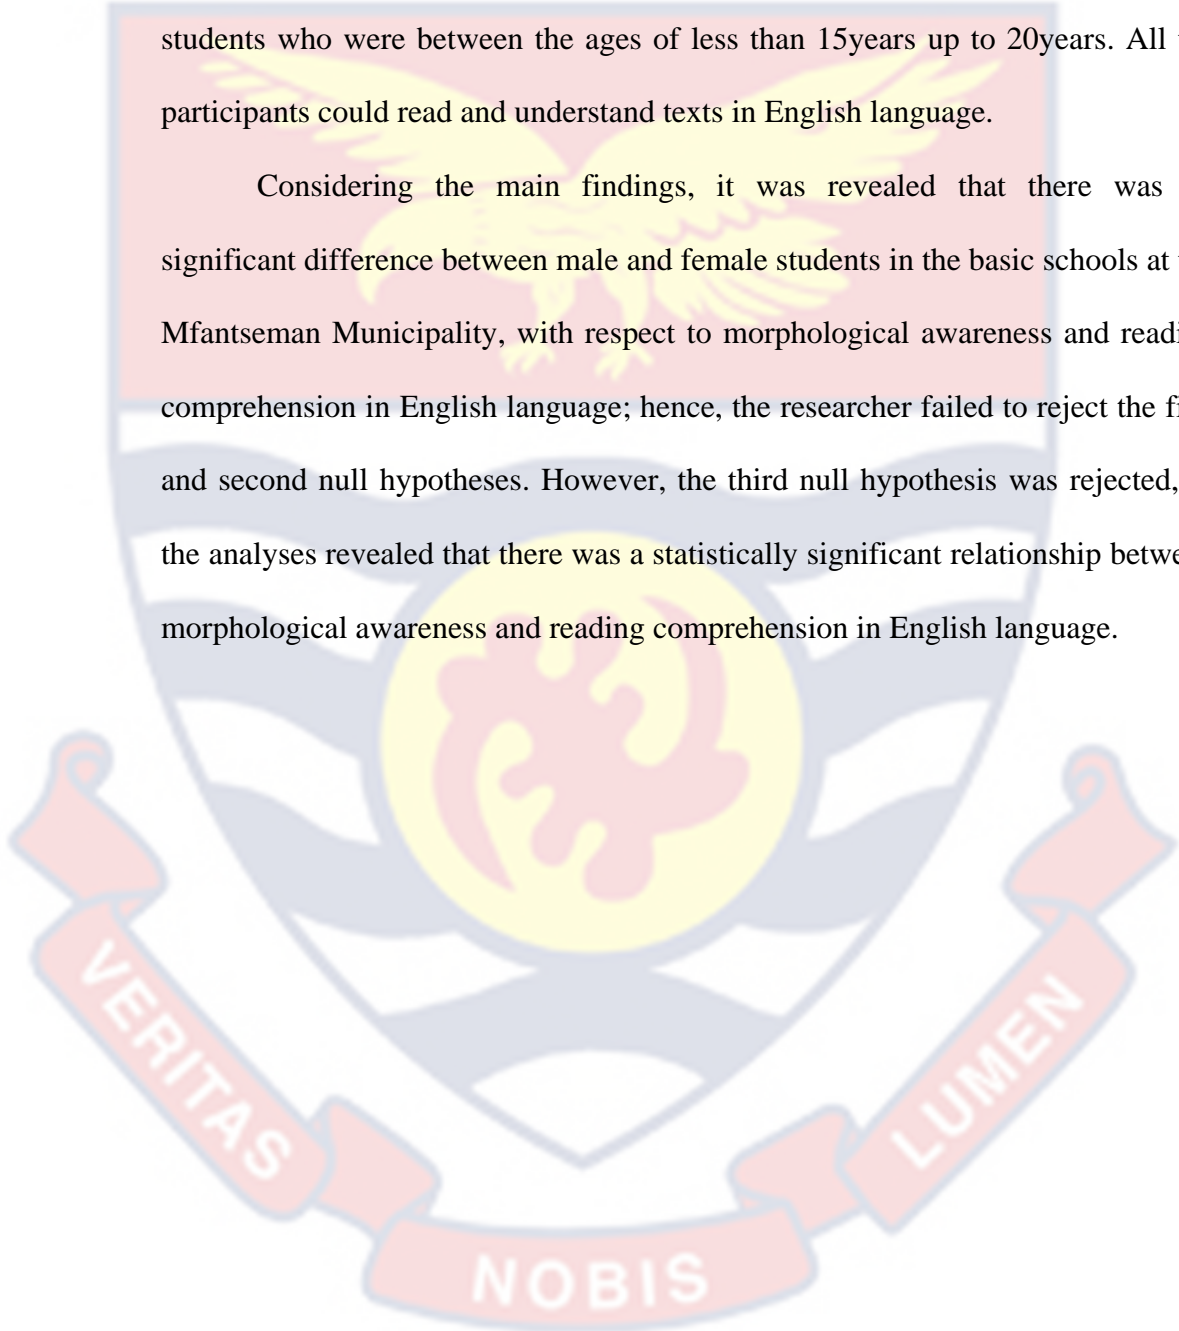 students who were between the ages of less than 15years up to 20years. All
participants could read and understand texts in English language.
Considering the main findings, it was revealed that there was
significant difference between male and female students in the basic schools at
Mfantseman Municipality, with respect to morphological awareness and
comprehension in English language; hence, the researcher failed to reject the
and second null hypotheses. However, the third null hypothesis was rejected,
the analyses revealed that there was a statistically significant relationship
morphological awareness and reading comprehension in English language.
VERITAS
NOBIS
LUMEN